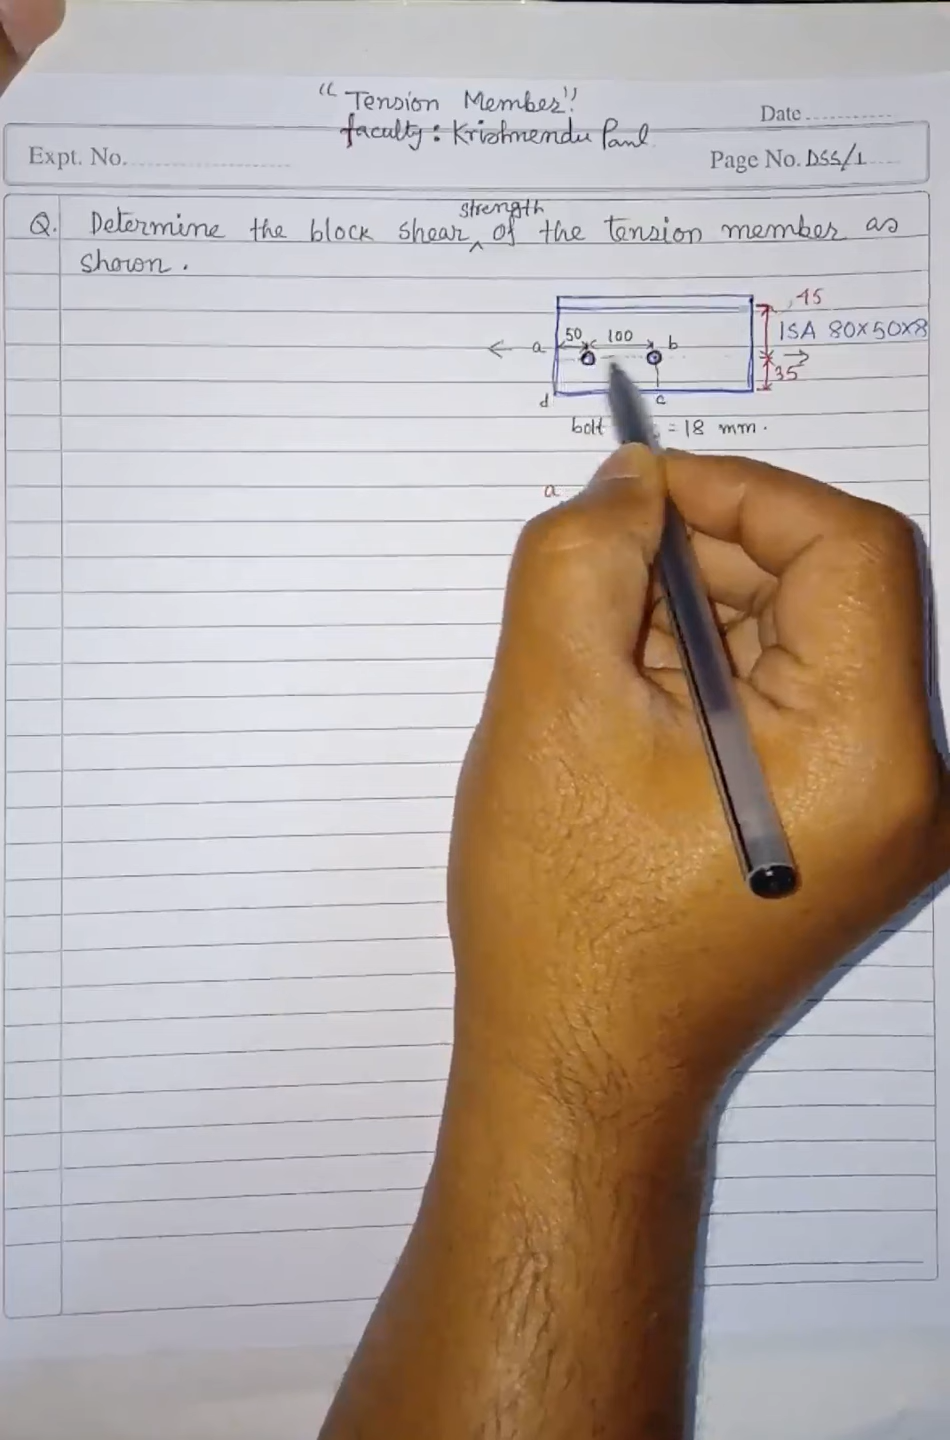 "Tension Member"
faculty: Krishnendu Paul
Date
Expt. No.
Page No. DSS/1
strength
Q. Determine the block shear ^ of the tension member as
shown.
45
50 100
a b
ISA 80x50x8
35
d c
bolt = 18 mm.
a